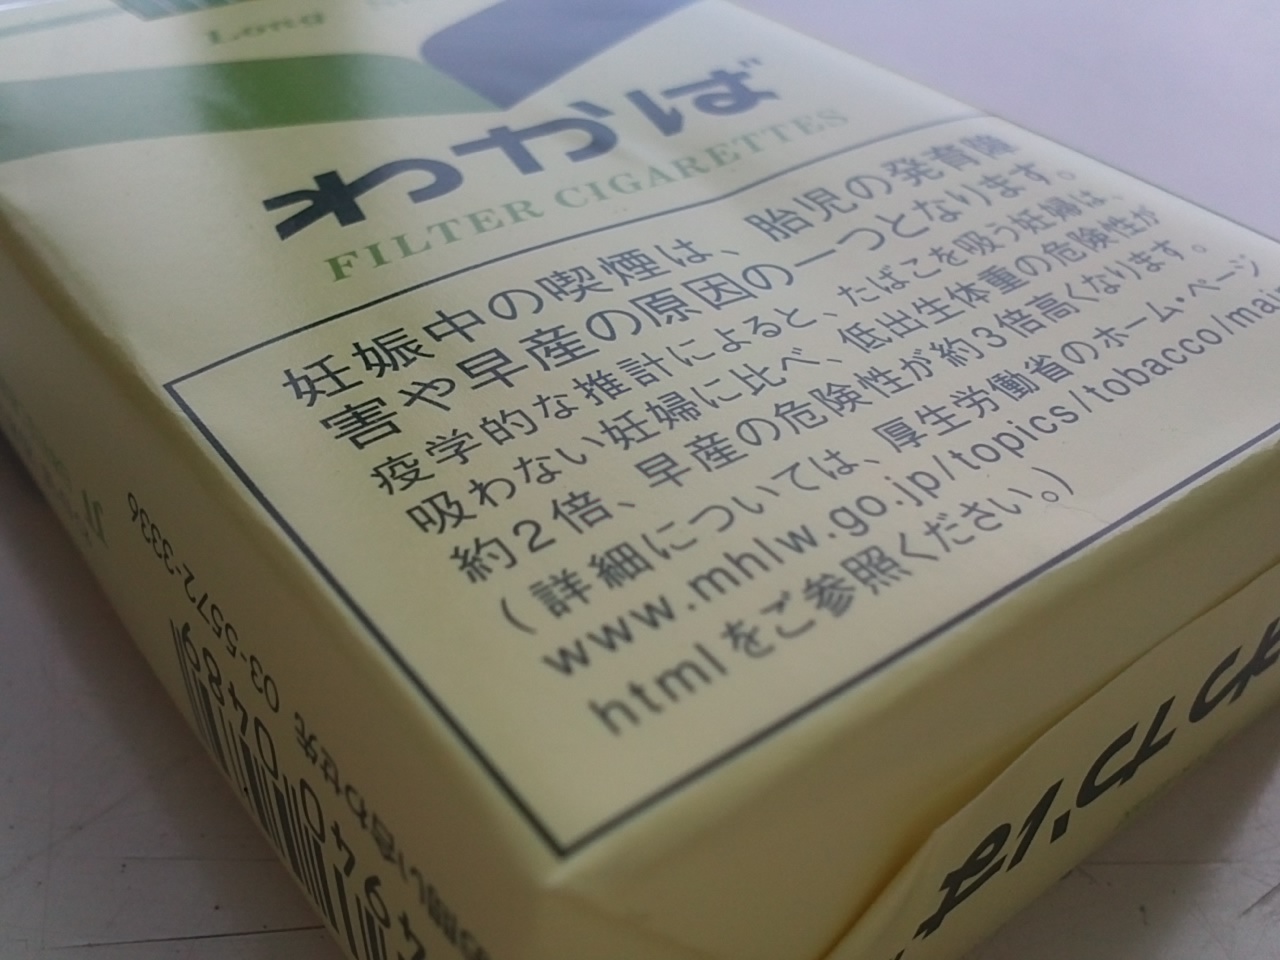 Long
わかば
FILTER CIGARETTES
妊娠中の喫煙は、胎児の発育障
害や早産の原因の一つとなります。
疫学的な推計によると、たばこを吸う妊婦は、
吸わない妊婦に比べ、低出生体重の危険性が
約2倍、早産の危険性が約3倍高くなります。
(詳細については、厚生労働省のホーム・ページ
www.mhlw.go.jp/topics/tobacco/main.
htmlをご参照ください。)
03-5572-3336